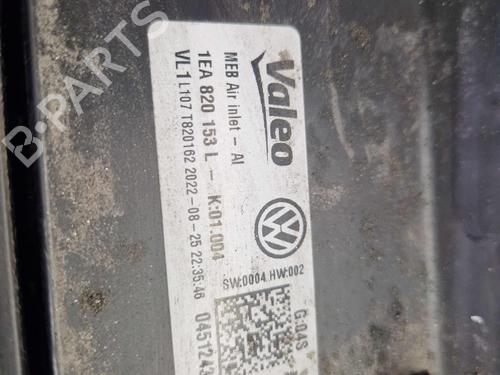 Valeo
MEB Air inlet - AI
1EA 820 153 L - K:01.004
VL1 L107 T820162 2022-08-25 22:35:46
SW:0004 HW:002
G:04S
B-Parts